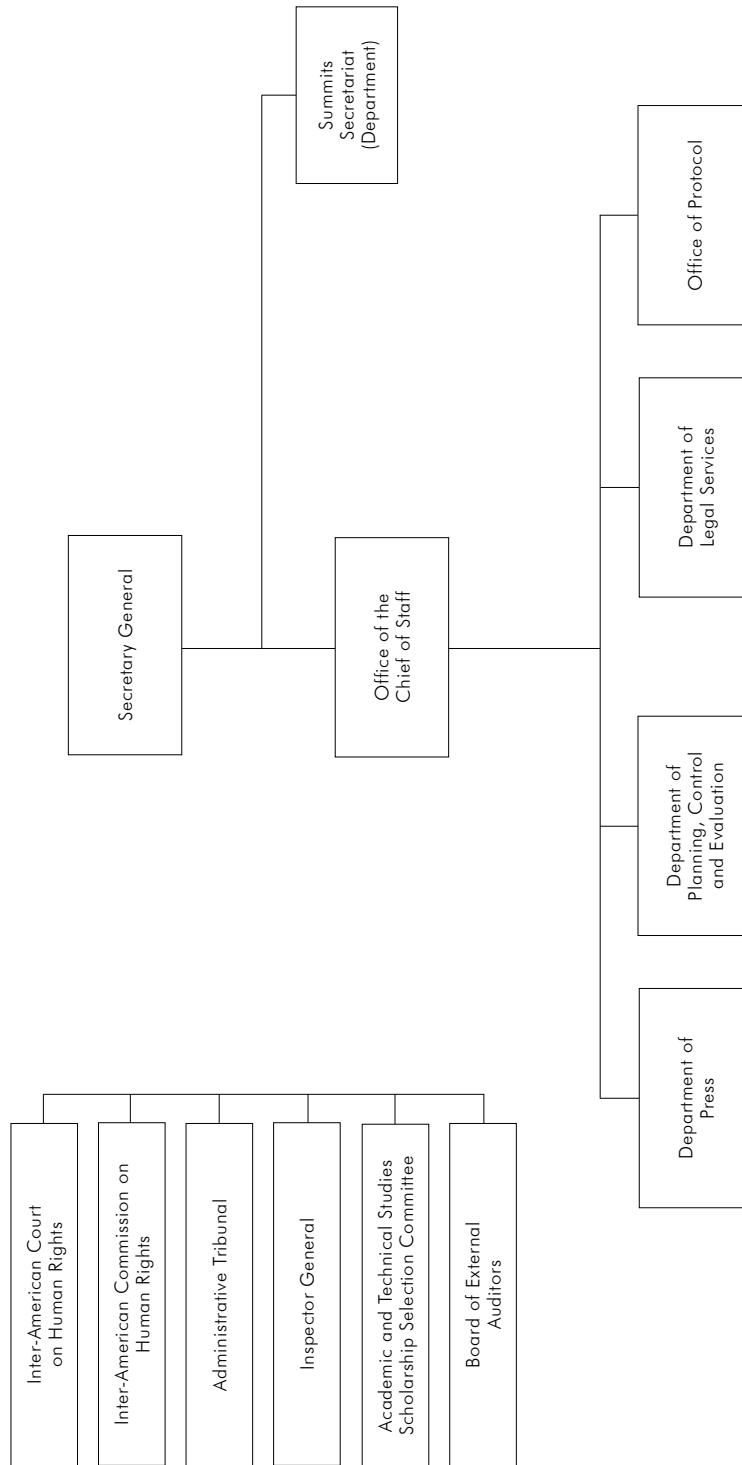 Inter-American Court
on Human Rights
Inter-American Commission on
Human Rights
Administrative Tribunal
Inspector General
Academic and Technical Studies
Scholarship Selection Committee
Board of External
Auditors
Secretary General
Office of the
Chief of Staff
Summits
Secretariat
(Department)
Department of
Press
Department of
Planning, Control
and Evaluation
Department of
Legal Services
Office of Protocol